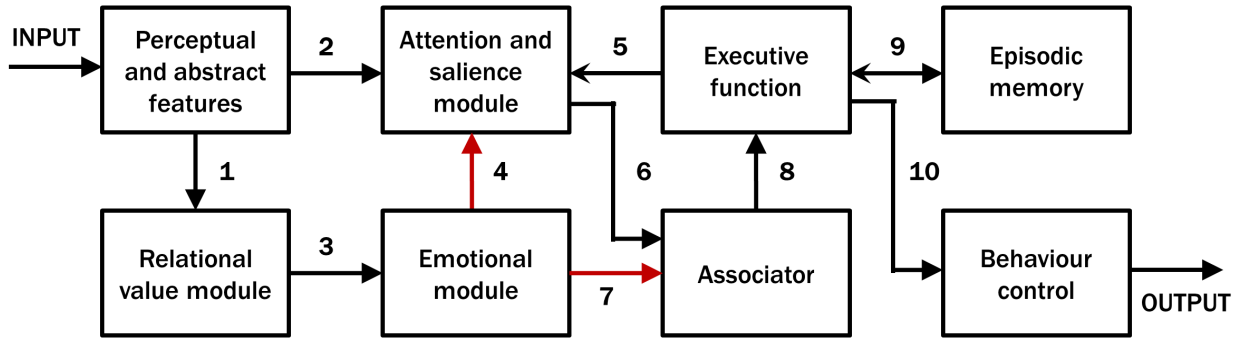 INPUT
Perceptual
and abstract
features
2
Attention and
salience
module
5
Executive
function
9
Episodic
memory
1
4
6
8
10
Relational
value module
3
Emotional
module
7
Associator
Behaviour
control
OUTPUT